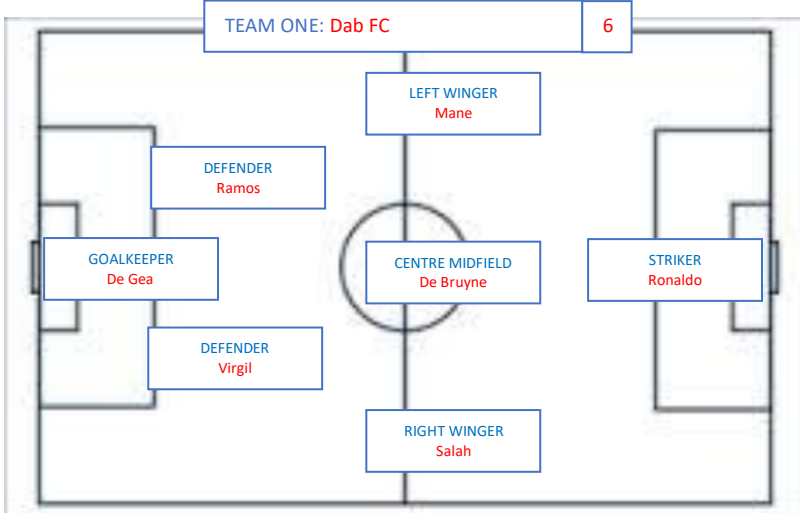 TEAM ONE: Dab FC 6
LEFT WINGER
Mane
DEFENDER
Ramos
GOALKEEPER
De Gea
CENTRE MIDFIELD
De Bruyne
STRIKER
Ronaldo
DEFENDER
Virgil
RIGHT WINGER
Salah